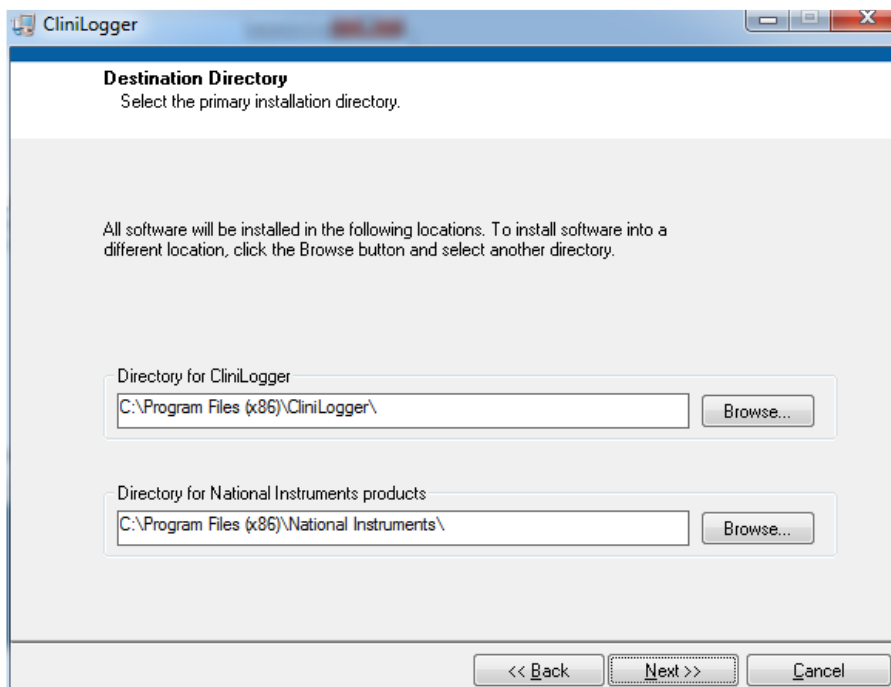 CliniLogger
Destination Directory
Select the primary installation directory.
All software will be installed in the following locations. To install software into a
different location, click the Browse button and select another directory.
Directory for CliniLogger
C:\Program Files (x86)\CliniLogger\
Browse...
Directory for National Instruments products
C:\Program Files (x86)\National Instruments\
Browse...
<< Back
Next >>
Cancel